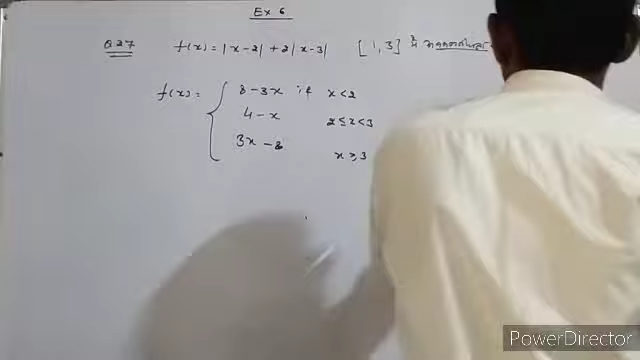 Ex 6
Q27 f(x) = |x-2| + 2|x-3| [1,3] में
f(x) = { 8-3x if x<2
4-x 2≤x<3
3x-8 x≥3
PowerDirector